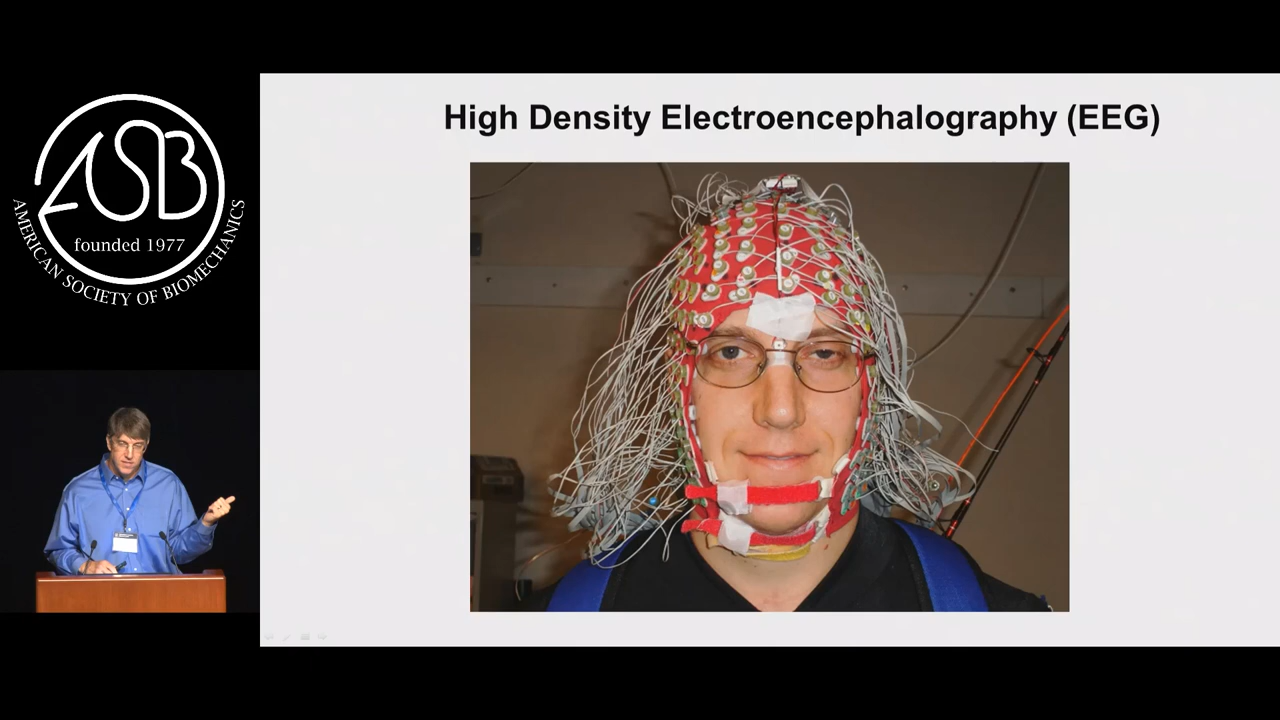 ASB
founded 1977
AMERICAN SOCIETY OF BIOMECHANICS
High Density Electroencephalography (EEG)